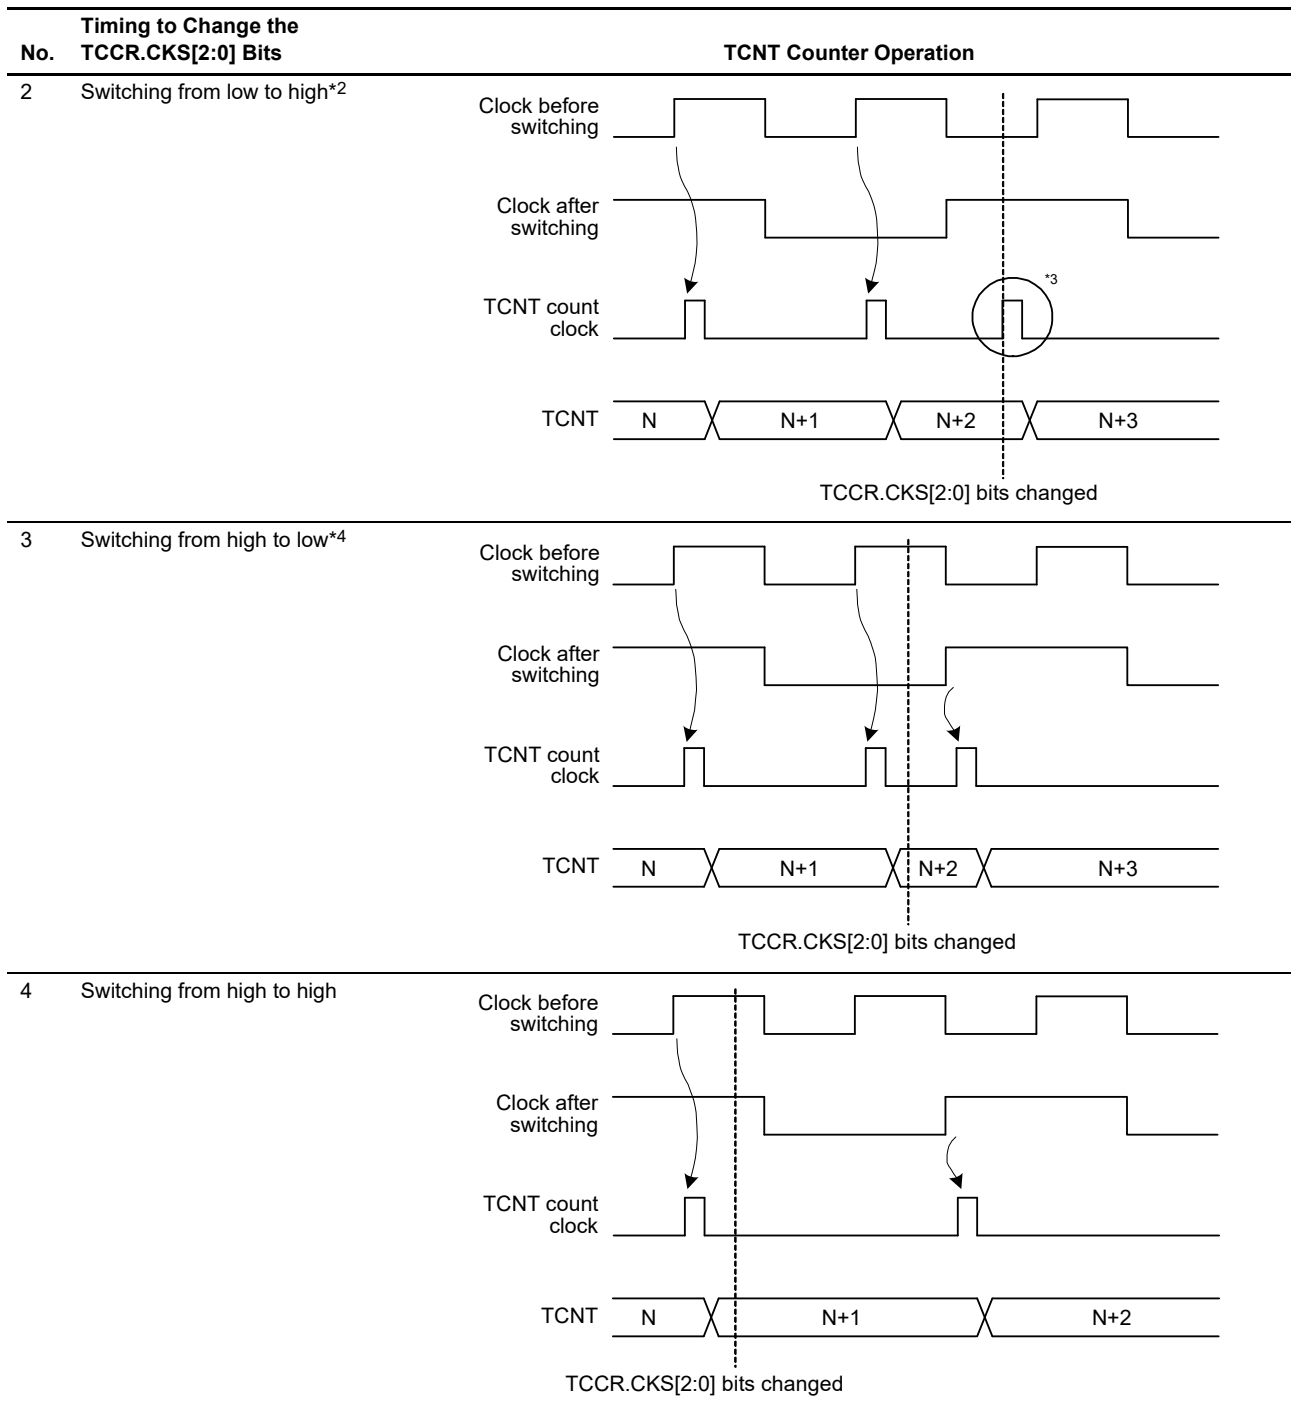 No. Timing to Change the TCCR.CKS[2:0] Bits TCNT Counter Operation
2 Switching from low to high*2
Clock before switching
Clock after switching
TCNT count clock
*3
TCNT N N+1 N+2 N+3
TCCR.CKS[2:0] bits changed
3 Switching from high to low*4
Clock before switching
Clock after switching
TCNT count clock
TCNT N N+1 N+2 N+3
TCCR.CKS[2:0] bits changed
4 Switching from high to high
Clock before switching
Clock after switching
TCNT count clock
TCNT N N+1 N+2
TCCR.CKS[2:0] bits changed